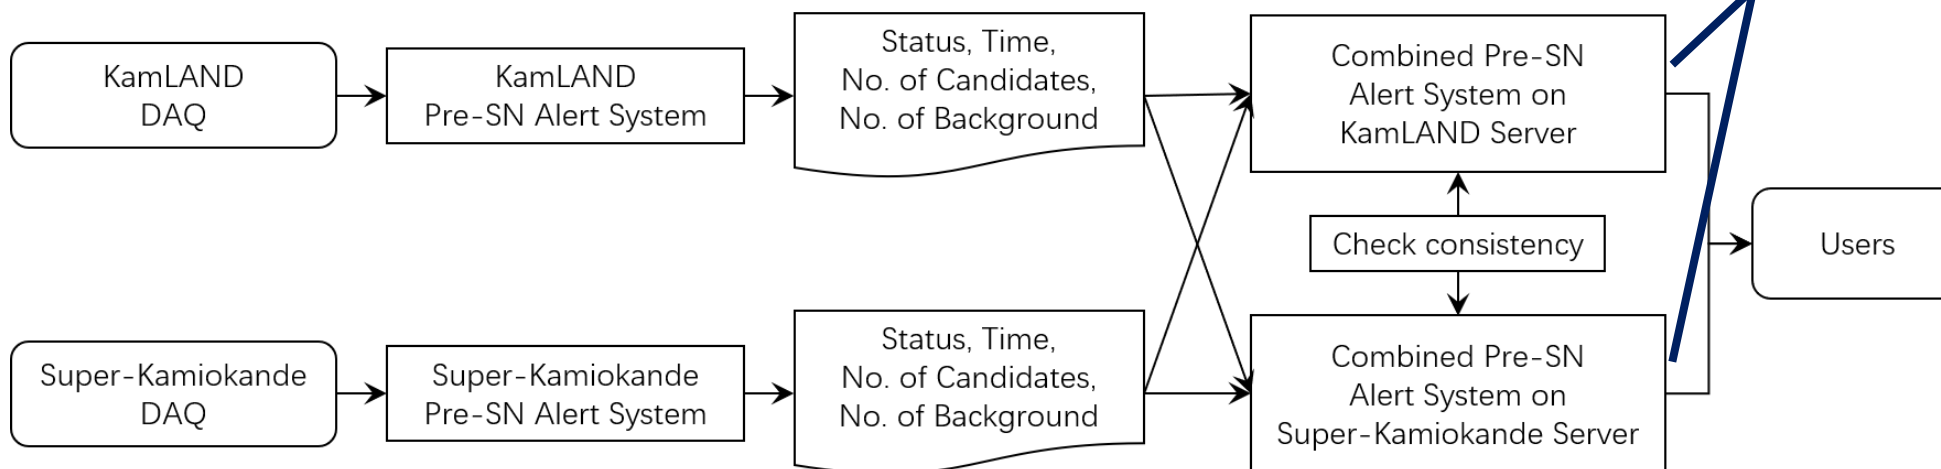 KamLAND
DAQ
KamLAND
Pre-SN Alert System
Status, Time,
No. of Candidates,
No. of Background
Combined Pre-SN
Alert System on
KamLAND Server
Check consistency
Users
Super-Kamiokande
DAQ
Super-Kamiokande
Pre-SN Alert System
Status, Time,
No. of Candidates,
No. of Background
Combined Pre-SN
Alert System on
Super-Kamiokande Server